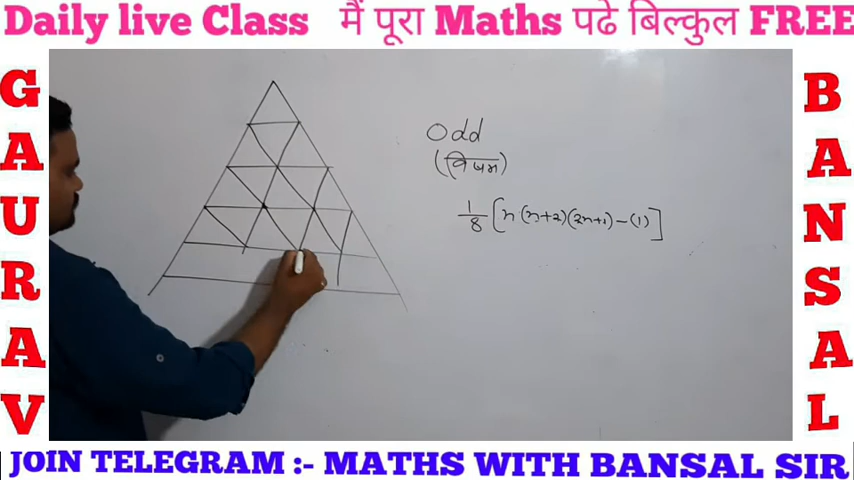 Daily live Class में पूरा Maths पढे बिल्कुल FREE
GAURAV
BANSAL
Odd
(विषम)
1/8 [n(n+2)(2n+1)-(1)]
JOIN TELEGRAM :- MATHS WITH BANSAL SIR